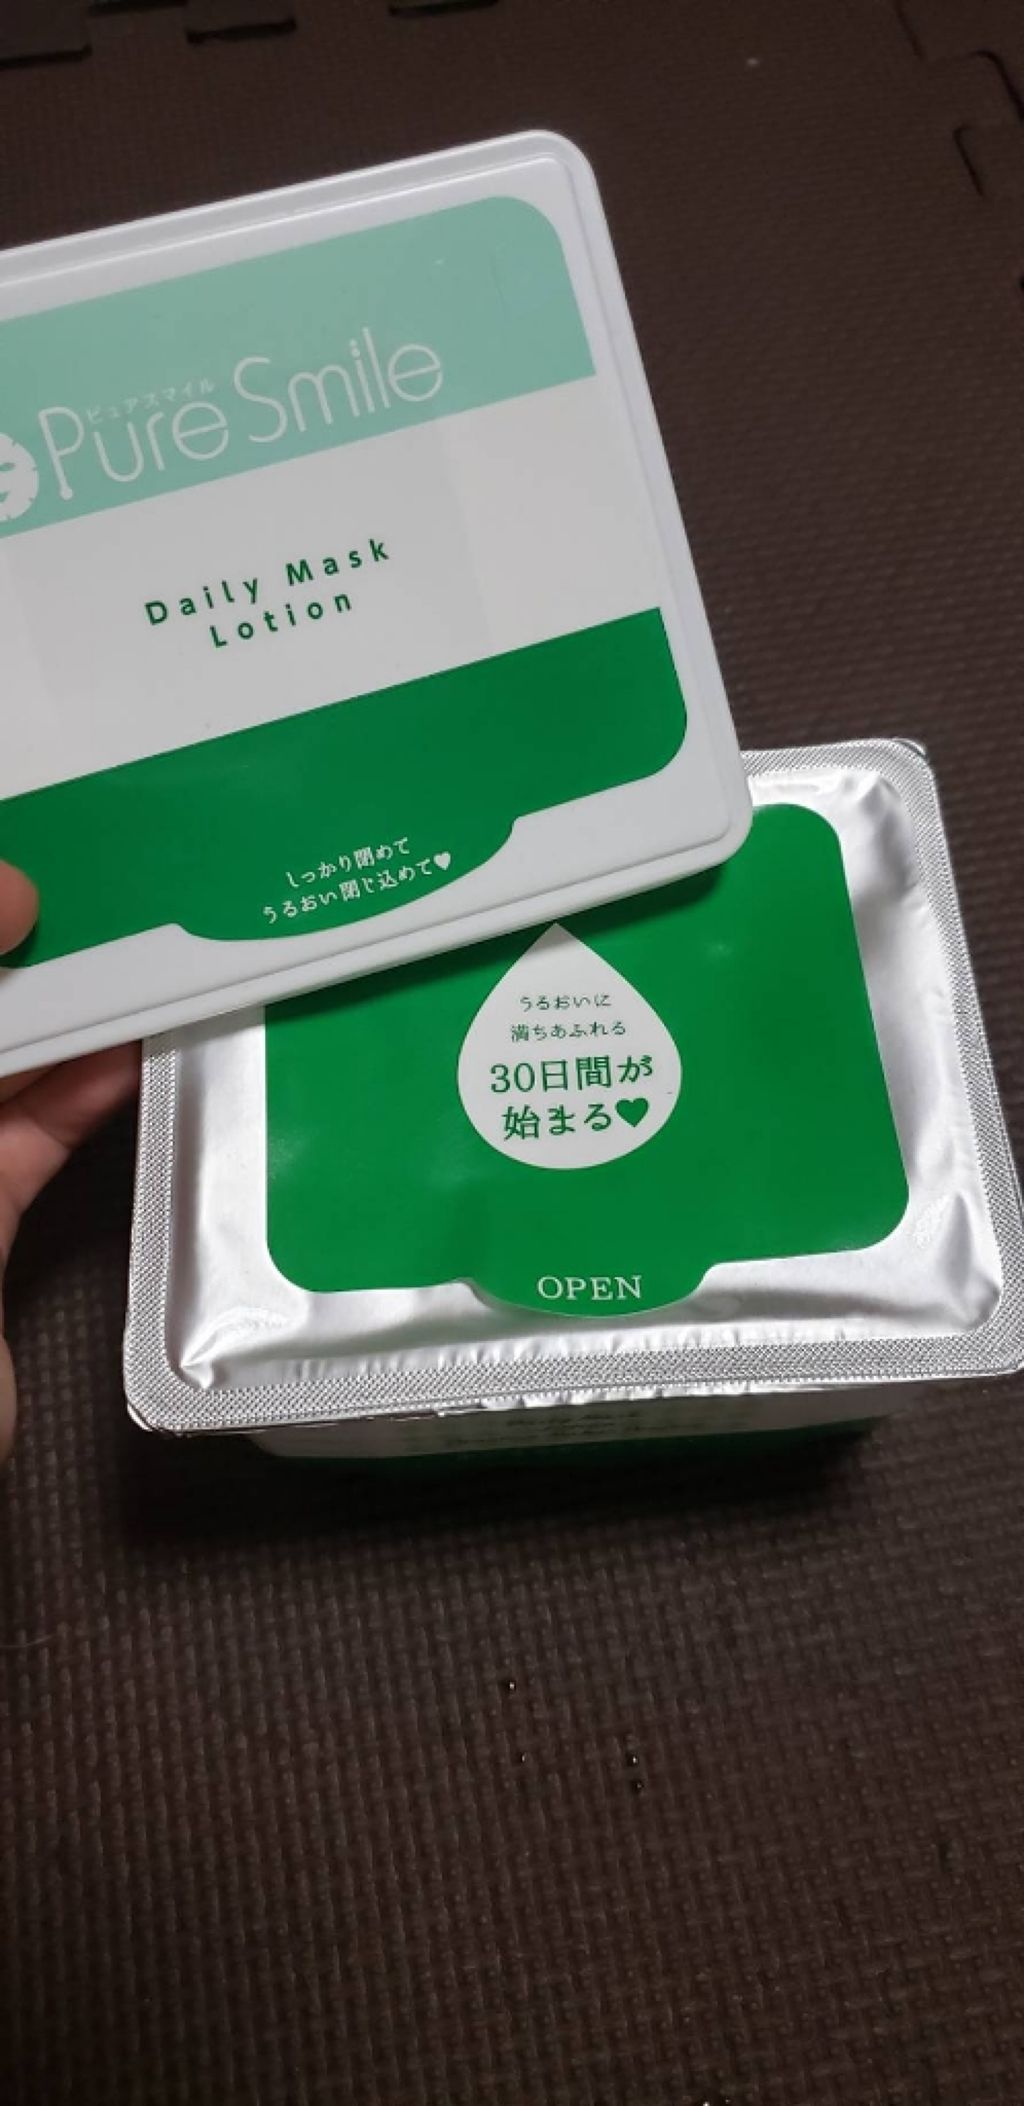 ピュアスマイル
Pure Smile
Daily Mask
Lotion
しっかり閉めて
うるおい閉じ込めて♥
うるおいに
満ちあふれる
30日間が
始まる♥
OPEN
Daily Mask